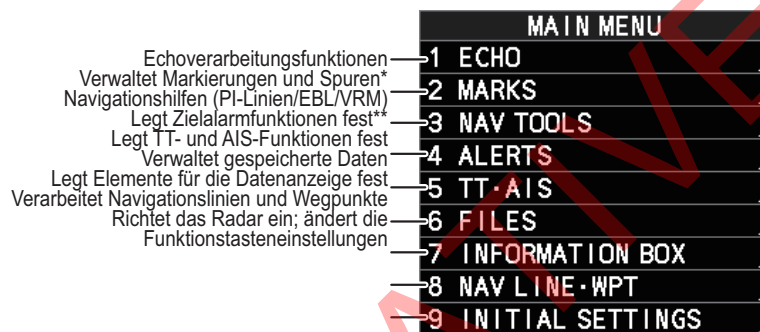 Echoverarbeitungsfunktionen
Verwaltet Markierungen und Spuren*
Navigationshilfen (PI-Linien/EBL/VRM)
Legt Zielalarmfunktionen fest**
Legt TT- und AIS-Funktionen fest
Verwaltet gespeicherte Daten
Legt Elemente für die Datenanzeige fest
Verarbeitet Navigationslinien und Wegpunkte
Richtet das Radar ein; ändert die
Funktionstasteneinstellungen
MAIN MENU
1 ECHO
2 MARKS
3 NAV TOOLS
4 ALERTS
5 TT・AIS
6 FILES
7 INFORMATION BOX
8 NAV LINE・WPT
9 INITIAL SETTINGS